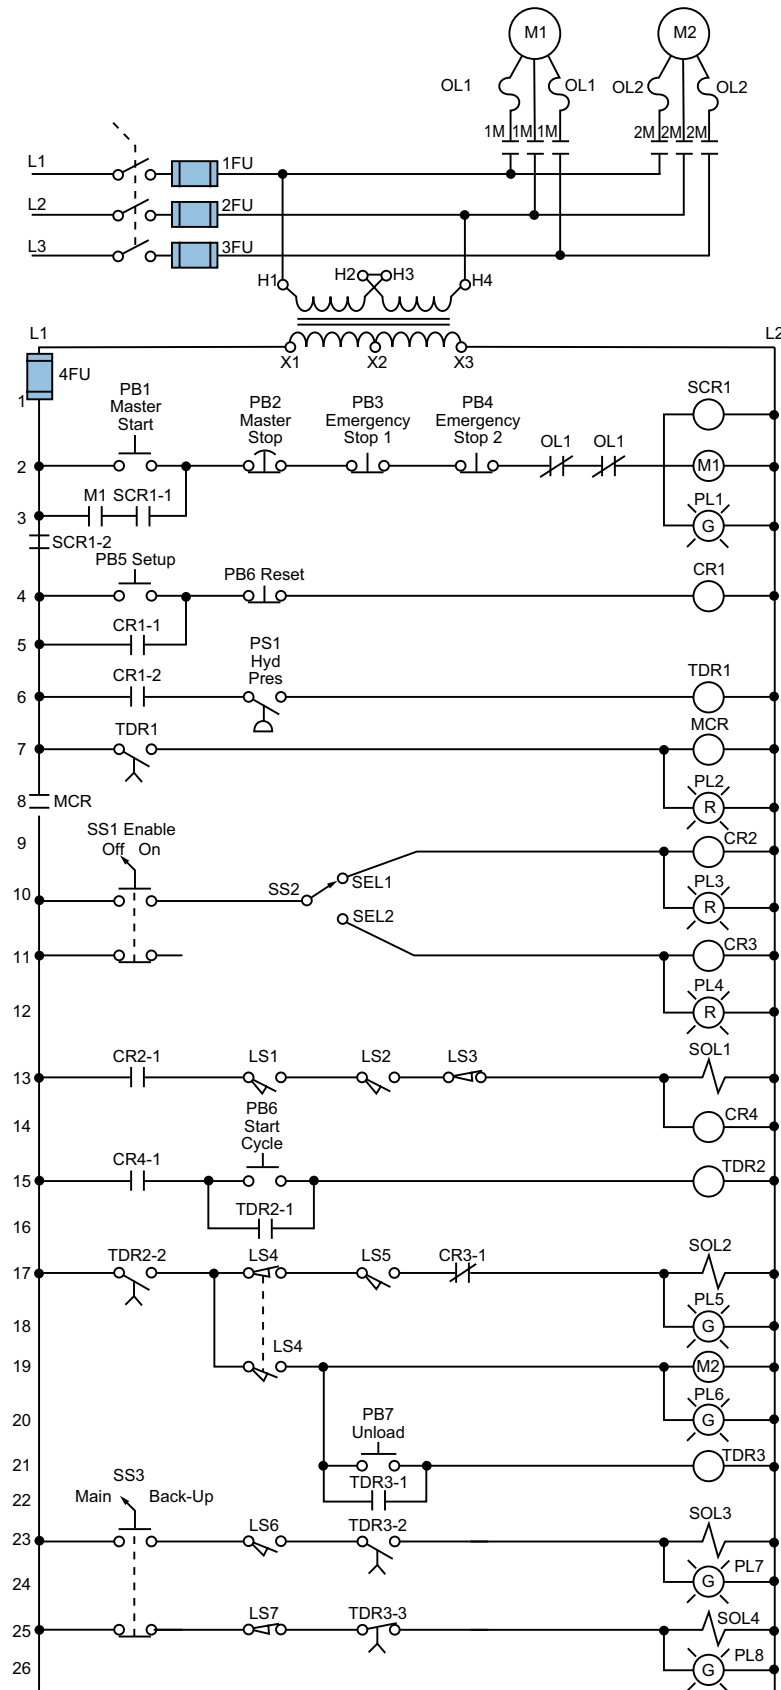 M1
M2
OL1
OL1
OL2
OL2
1M
1M
1M
2M
2M
2M
L1
1FU
L2
2FU
L3
3FU
H1
H2
H3
H4
L1
L2
X1
X2
X3
4FU
1
PB1
Master
Start
PB2
Master
Stop
PB3
Emergency
Stop 1
PB4
Emergency
Stop 2
OL1
OL1
SCR1
2
M1
3
M1
SCR1-1
PL1
G
SCR1-2
PB5 Setup
PB6 Reset
CR1
4
5
CR1-1
PS1
Hyd
Pres
6
CR1-2
TDR1
7
TDR1
MCR
8
MCR
PL2
R
9
SS1 Enable
Off On
CR2
10
SS2
SEL1
PL3
R
SEL2
11
CR3
12
PL4
R
13
CR2-1
LS1
LS2
LS3
SOL1
14
PB6
Start
Cycle
CR4
15
CR4-1
TDR2
16
TDR2-1
17
TDR2-2
LS4
LS5
CR3-1
SOL2
18
PL5
G
19
LS4
M2
20
PL6
G
PB7
Unload
21
TDR3
22
TDR3-1
SS3
Main Back-Up
23
LS6
TDR3-2
SOL3
24
PL7
G
25
LS7
TDR3-3
SOL4
26
PL8
G